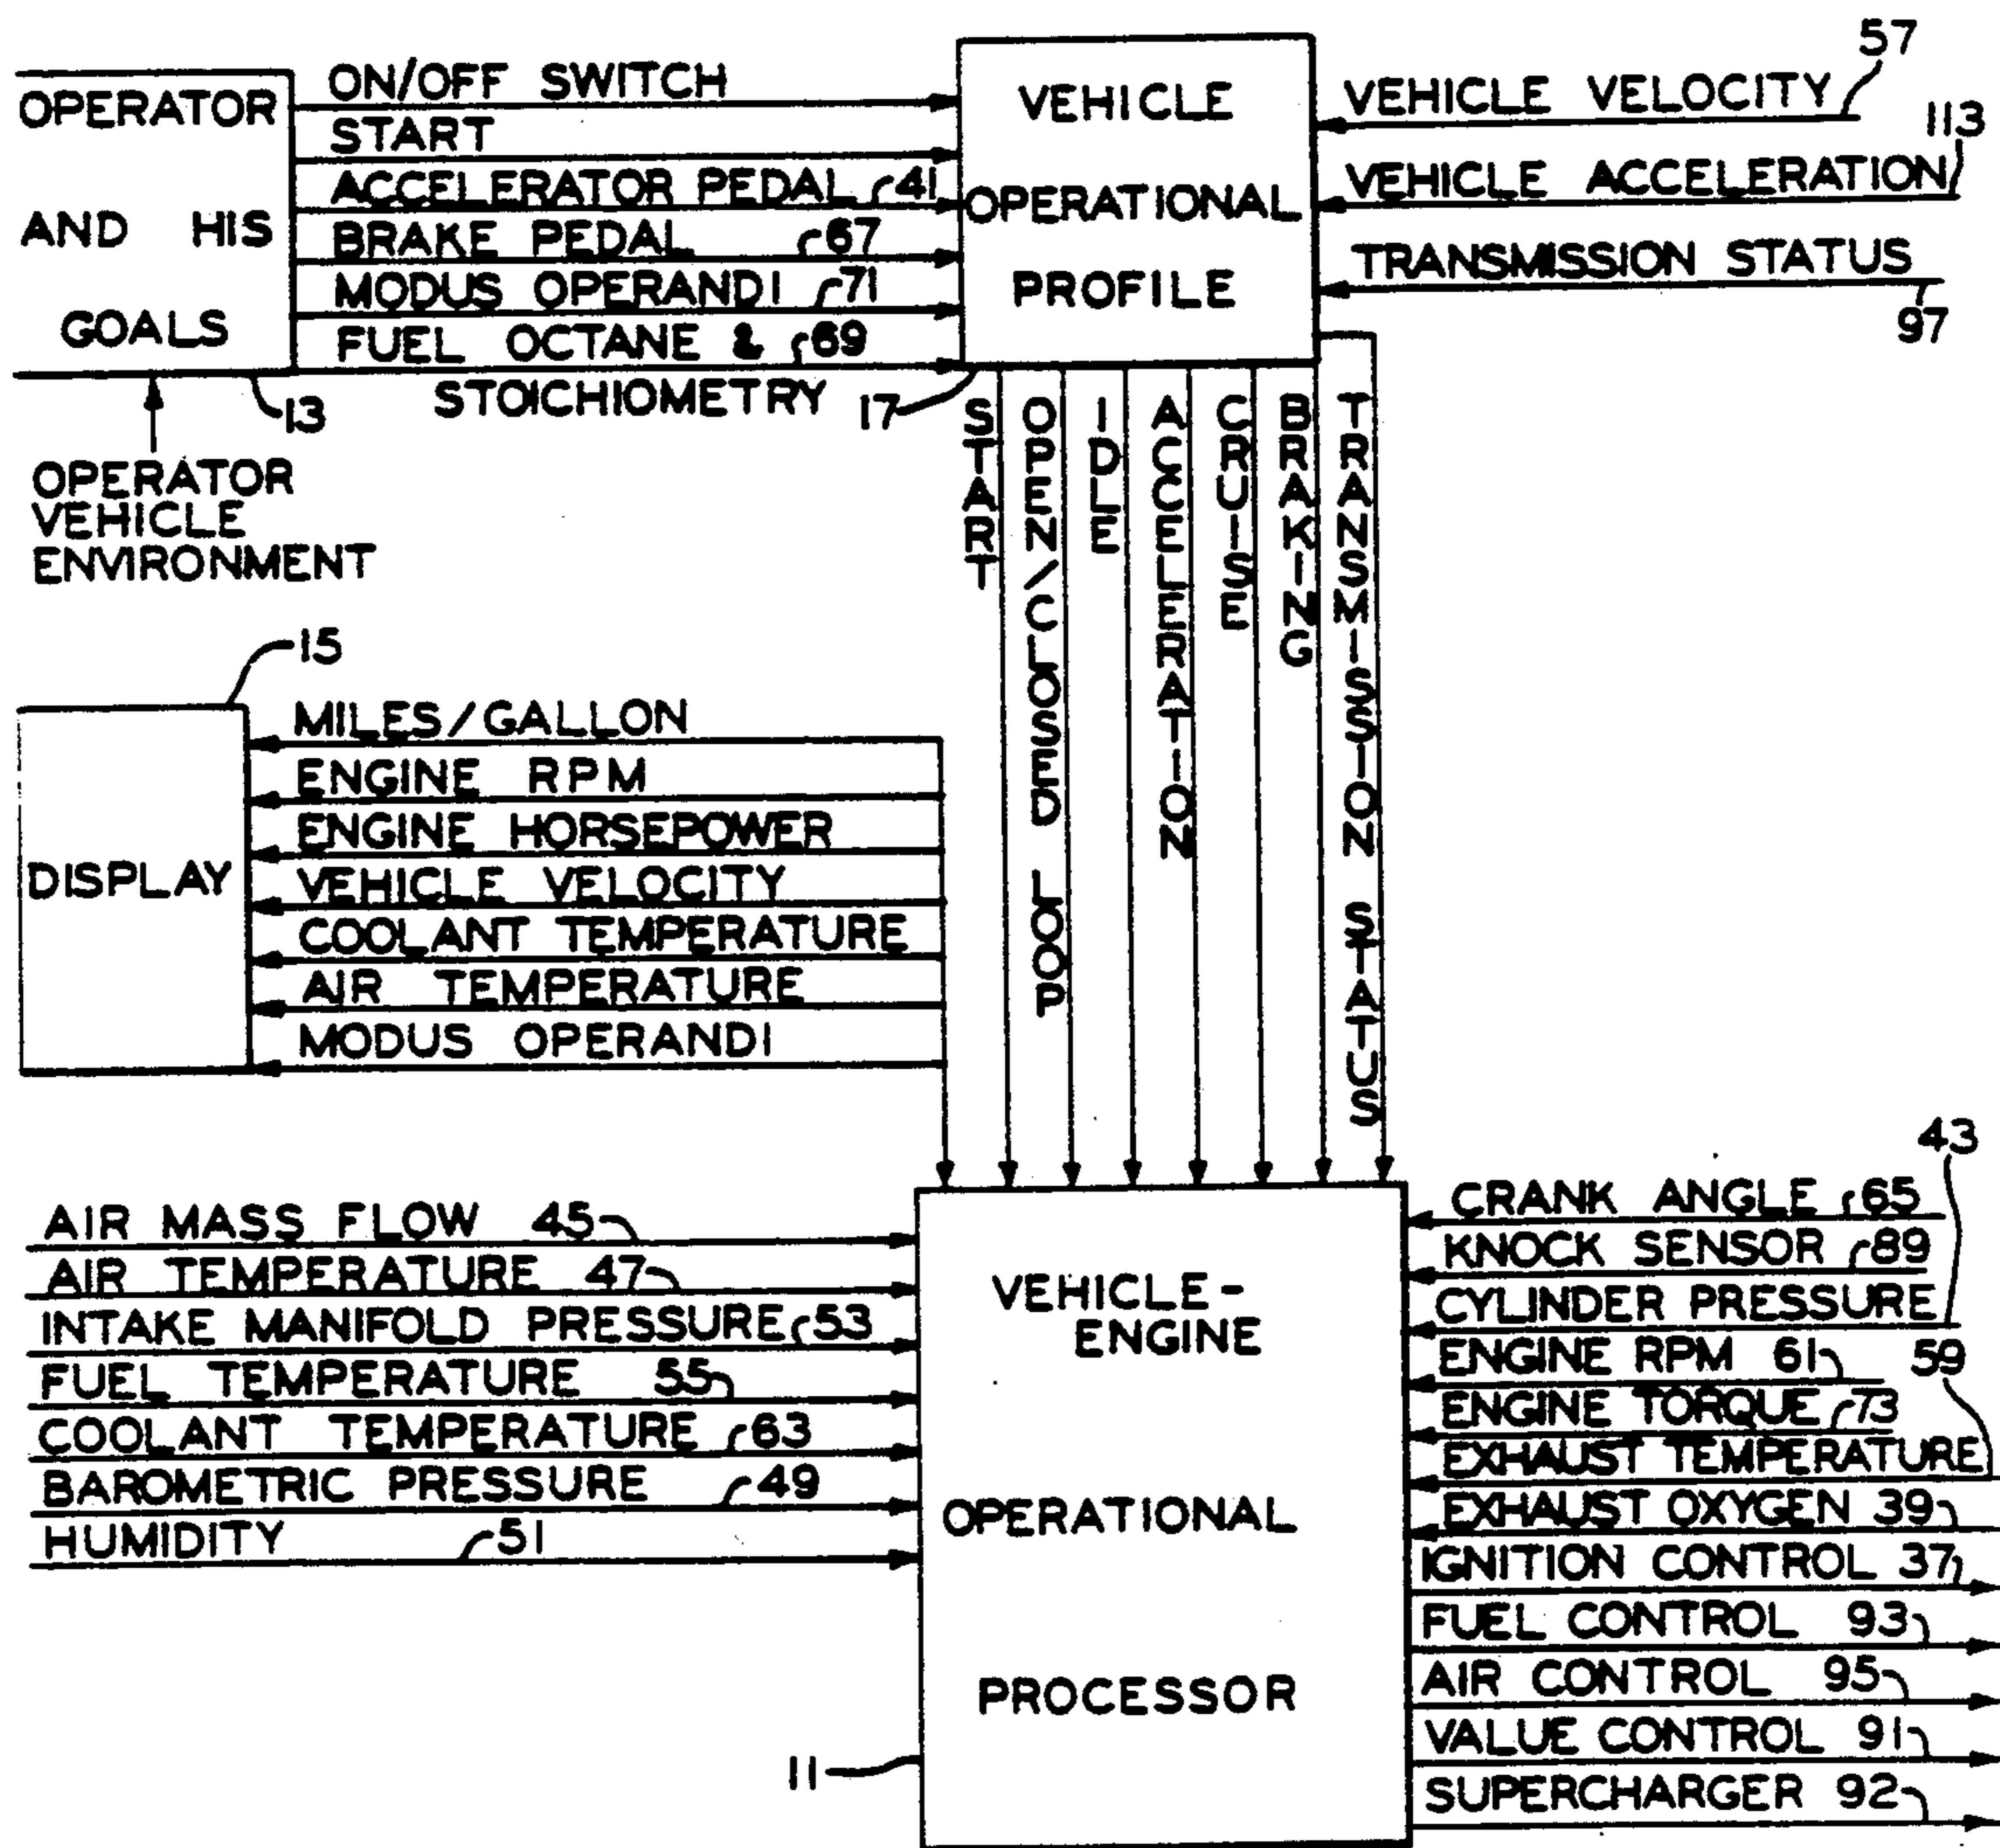 OPERATOR
AND HIS
GOALS
13
OPERATOR
VEHICLE
ENVIRONMENT
ON/OFF SWITCH
START
ACCELERATOR PEDAL 41
BRAKE PEDAL 67
MODUS OPERANDI 71
FUEL OCTANE & 69
STOICHIOMETRY
17
VEHICLE
OPERATIONAL
PROFILE
57
VEHICLE VELOCITY
113
VEHICLE ACCELERATION
TRANSMISSION STATUS
97
START
OPEN/CLOSED LOOP
IDLE
ACCELERATION
CRUISE
BRAKING
TRANSMISSION STATUS
15
DISPLAY
MILES/GALLON
ENGINE RPM
ENGINE HORSEPOWER
VEHICLE VELOCITY
COOLANT TEMPERATURE
AIR TEMPERATURE
MODUS OPERANDI
AIR MASS FLOW 45
AIR TEMPERATURE 47
INTAKE MANIFOLD PRESSURE 53
FUEL TEMPERATURE 55
COOLANT TEMPERATURE 63
BAROMETRIC PRESSURE 49
HUMIDITY 51
VEHICLE-
ENGINE
OPERATIONAL
PROCESSOR
11
43
CRANK ANGLE 65
KNOCK SENSOR 89
CYLINDER PRESSURE
ENGINE RPM 61
59
ENGINE TORQUE 73
EXHAUST TEMPERATURE
EXHAUST OXYGEN 39
IGNITION CONTROL 37
FUEL CONTROL 93
AIR CONTROL 95
VALUE CONTROL 91
SUPERCHARGER 92